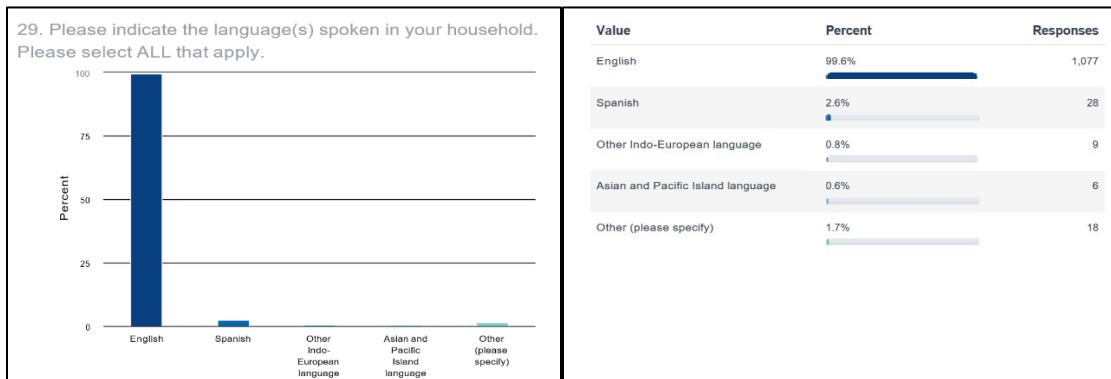 29. Please indicate the language(s) spoken in your household.
Please select ALL that apply.
100
75
50
25
0
Percent
English
Spanish
Other
Indo-
European
language
Asian and
Pacific
Island
language
Other
(please
specify)
Value Percent Responses
English 99.6% 1,077
Spanish 2.6% 28
Other Indo-European language 0.8% 9
Asian and Pacific Island language 0.6% 6
Other (please specify) 1.7% 18